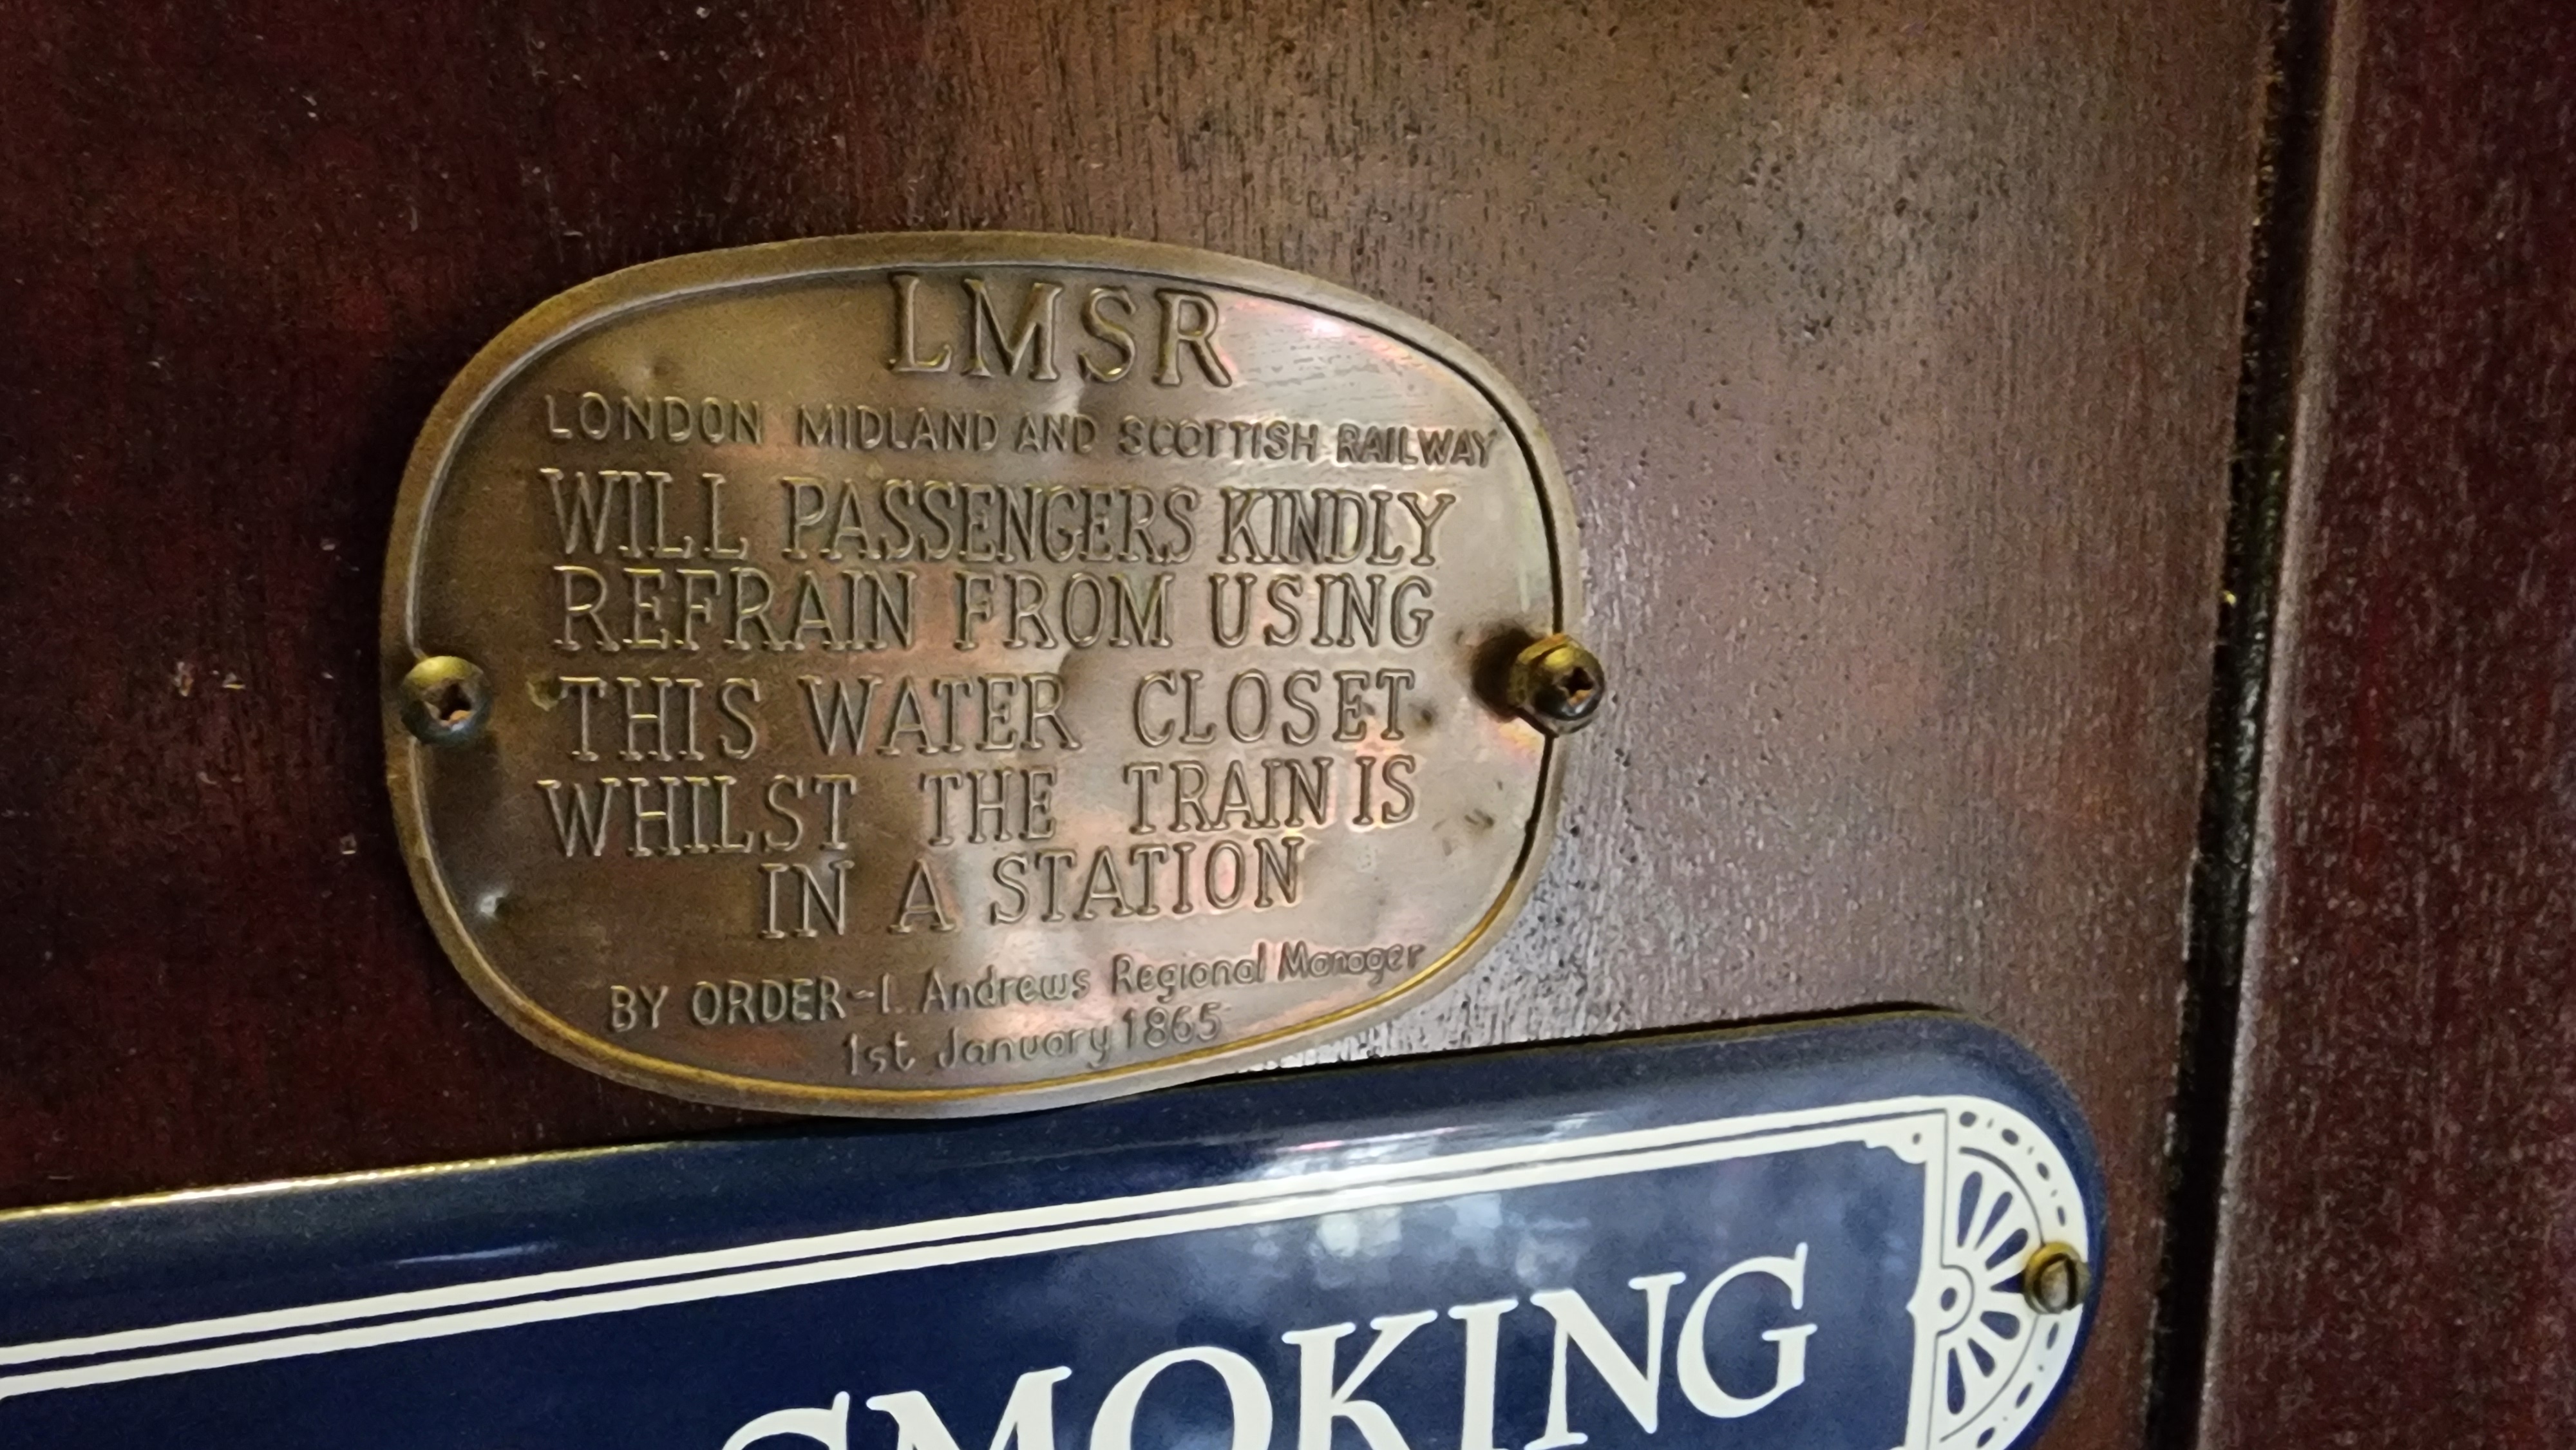 LMSR
LONDON MIDLAND AND SCOTTISH RAILWAY
WILL PASSENGERS KINDLY
REFRAIN FROM USING
THIS WATER CLOSET
WHILST THE TRAIN IS
IN A STATION
BY ORDER - I. Andrews Regional Manager
1st January 1865
SMOKING